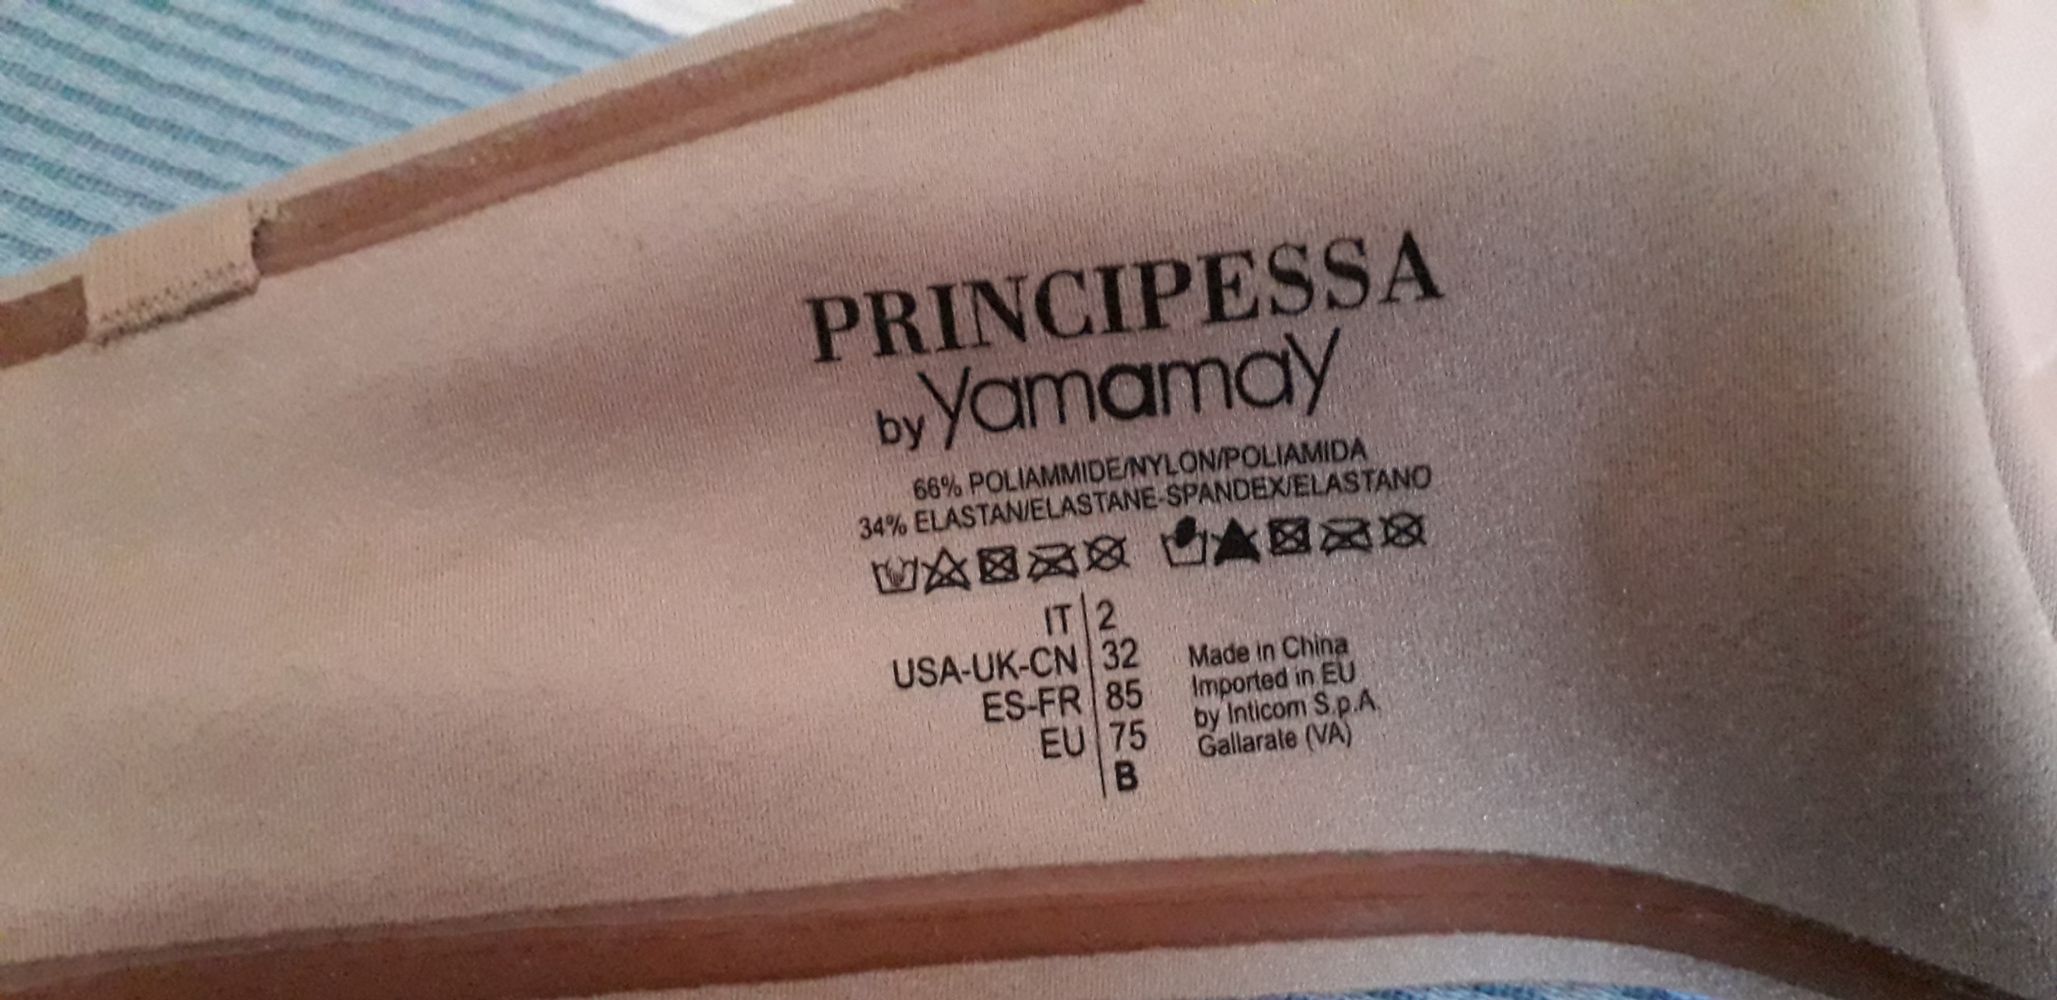 PRINCIPESSA
by yamamay
66% POLIAMMIDE/NYLON/POLIAMIDA
34% ELASTAN/ELASTANE-SPANDEX/ELASTANO
IT 2
USA-UK-CN 32
ES-FR 85
EU 75
B
Made in China
Imported in EU
by Inticom S.p.A.
Gallarate (VA)